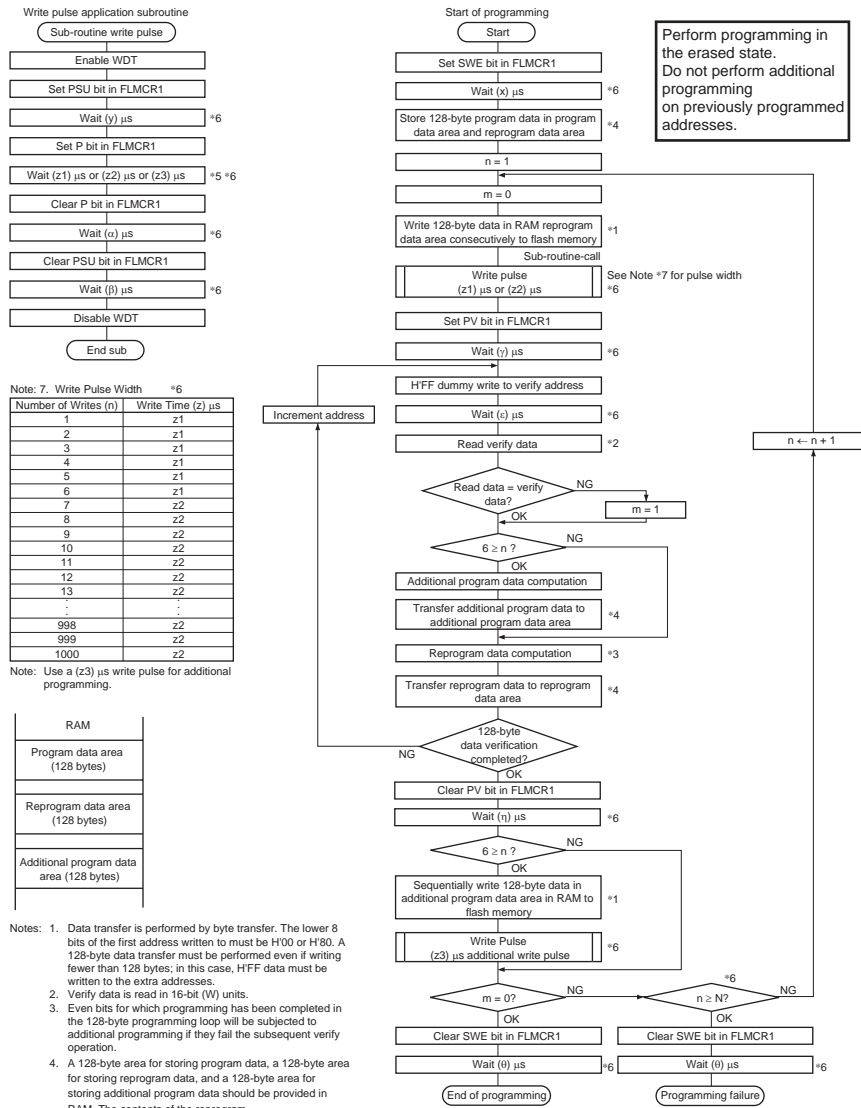 Write pulse application subroutine
Sub-routine write pulse
Enable WDT
Set PSU bit in FLMCR1
Wait (y) µs
*6
Set P bit in FLMCR1
Wait (z1) µs or (z2) µs or (z3) µs
*5 *6
Clear P bit in FLMCR1
Wait (α) µs
*6
Clear PSU bit in FLMCR1
Wait (β) µs
*6
Disable WDT
End sub
Note: 7. Write Pulse Width *6
Number of Writes (n) Write Time (z) µs
1 z1
2 z1
3 z1
4 z1
5 z1
6 z1
7 z2
8 z2
9 z2
10 z2
11 z2
12 z2
13 z2
998 z2
999 z2
1000 z2
Note: Use a (z3) µs write pulse for additional
programming.
RAM
Program data area
(128 bytes)
Reprogram data area
(128 bytes)
Additional program data
area (128 bytes)
Notes: 1. Data transfer is performed by byte transfer. The lower 8
bits of the first address written to must be H'00 or H'80. A
128-byte data transfer must be performed even if writing
fewer than 128 bytes; in this case, H'FF data must be
written to the extra addresses.
2. Verify data is read in 16-bit (W) units.
3. Even bits for which programming has been completed in
the 128-byte programming loop will be subjected to
additional programming if they fail the subsequent verify
operation.
4. A 128-byte area for storing program data, a 128-byte area
for storing reprogram data, and a 128-byte area for
storing additional program data should be provided in
RAM. The contents of the reprogram
Start of programming
Start
Set SWE bit in FLMCR1
Wait (x) µs
*6
Store 128-byte program data in program
data area and reprogram data area
*4
n = 1
m = 0
Write 128-byte data in RAM reprogram
data area consecutively to flash memory
*1
Sub-routine-call
Write pulse
(z1) µs or (z2) µs
See Note *7 for pulse width
*6
Set PV bit in FLMCR1
Wait (γ) µs
*6
H'FF dummy write to verify address
Increment address
Wait (ε) µs
*6
Read verify data
*2
n ← n + 1
Read data = verify
data?
NG
m = 1
OK
6 ≥ n ?
NG
OK
Additional program data computation
Transfer additional program data to
additional program data area
*4
Reprogram data computation
*3
Transfer reprogram data to reprogram
data area
*4
128-byte
data verification
completed?
NG
OK
Clear PV bit in FLMCR1
Wait (η) µs
*6
6 ≥ n ?
NG
OK
Sequentially write 128-byte data in
additional program data area in RAM to
flash memory
*1
Write Pulse
(z3) µs additional write pulse
*6
m = 0?
NG
OK
*6
n ≥ N?
NG
OK
Clear SWE bit in FLMCR1
Clear SWE bit in FLMCR1
Wait (θ) µs
*6
Wait (θ) µs
*6
End of programming
Programming failure
Perform programming in
the erased state.
Do not perform additional
programming
on previously programmed
addresses.